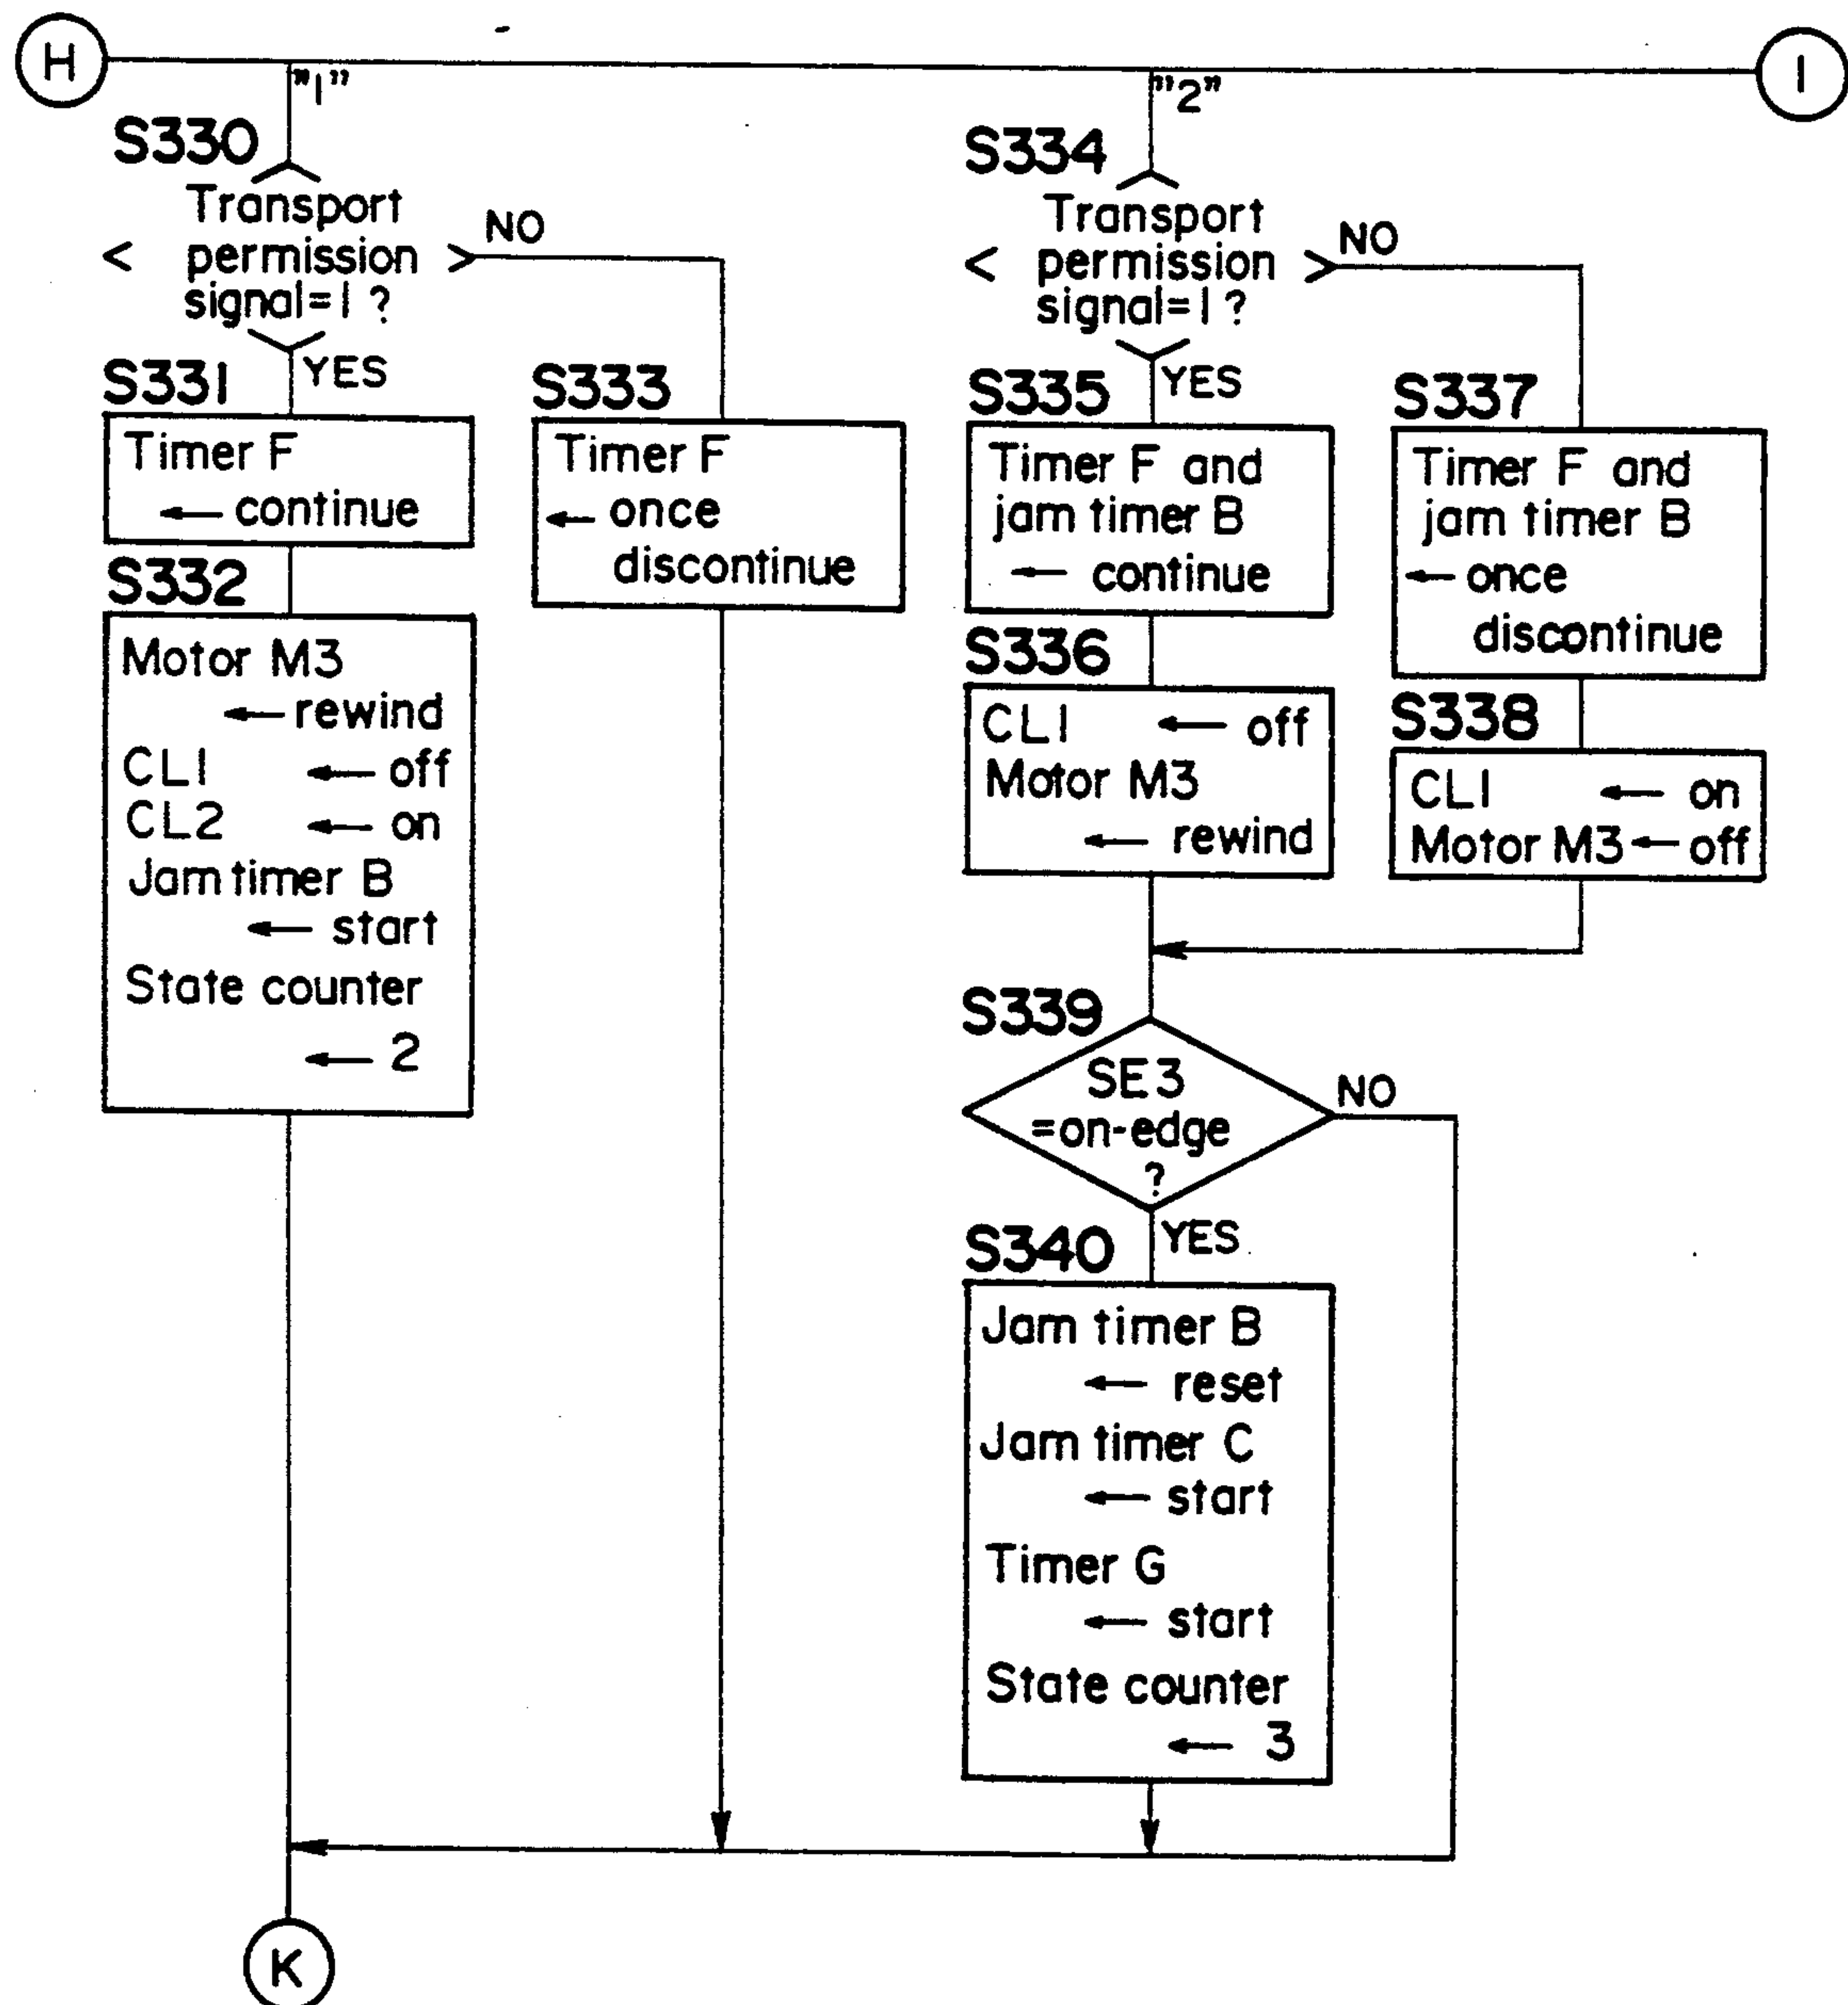 H
I
"1"
S330
Transport
< permission >
signal=1 ?
NO
YES
S331
Timer F
← continue
S332
Motor M3
← rewind
CL1 ← off
CL2 ← on
Jam timer B
← start
State counter
← 2
S333
Timer F
← once
discontinue
"2"
S334
Transport
< permission >
signal=1 ?
NO
YES
S335
Timer F and
jam timer B
← continue
S336
CL1 ← off
Motor M3
← rewind
S337
Timer F and
jam timer B
← once
discontinue
S338
CL1 ← on
Motor M3 ← off
S339
SE3
=on-edge
?
NO
YES
S340
Jam timer B
← reset
Jam timer C
← start
Timer G
← start
State counter
← 3
K